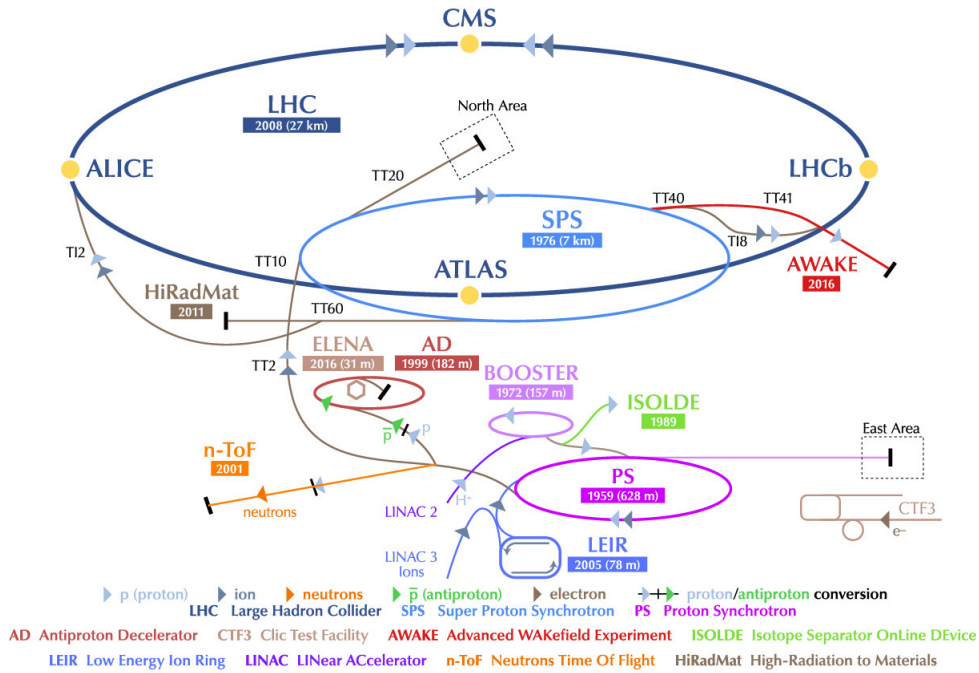 CMS
LHC
2008 (27 km)
North Area
ALICE
LHCb
TT20
TT40
TT41
SPS
1976 (7 km)
TI8
TI2
TT10
ATLAS
AWAKE
2016
HiRadMat
2011
TT60
ELENA
2016 (31 m)
AD
1999 (182 m)
TT2
BOOSTER
1972 (157 m)
ISOLDE
1989
p̅
p
East Area
n-ToF
2001
PS
1959 (628 m)
neutrons
H⁺
LINAC 2
CTF3
e–
LINAC 3
Ions
LEIR
2005 (78 m)
p (proton) ion neutrons p̅ (antiproton) electron proton/antiproton conversion
LHC Large Hadron Collider SPS Super Proton Synchrotron PS Proton Synchrotron
AD Antiproton Decelerator CTF3 Clic Test Facility AWAKE Advanced WAKefield Experiment ISOLDE Isotope Separator OnLine DEvice
LEIR Low Energy Ion Ring LINAC LINear ACcelerator n-ToF Neutrons Time Of Flight HiRadMat High-Radiation to Materials